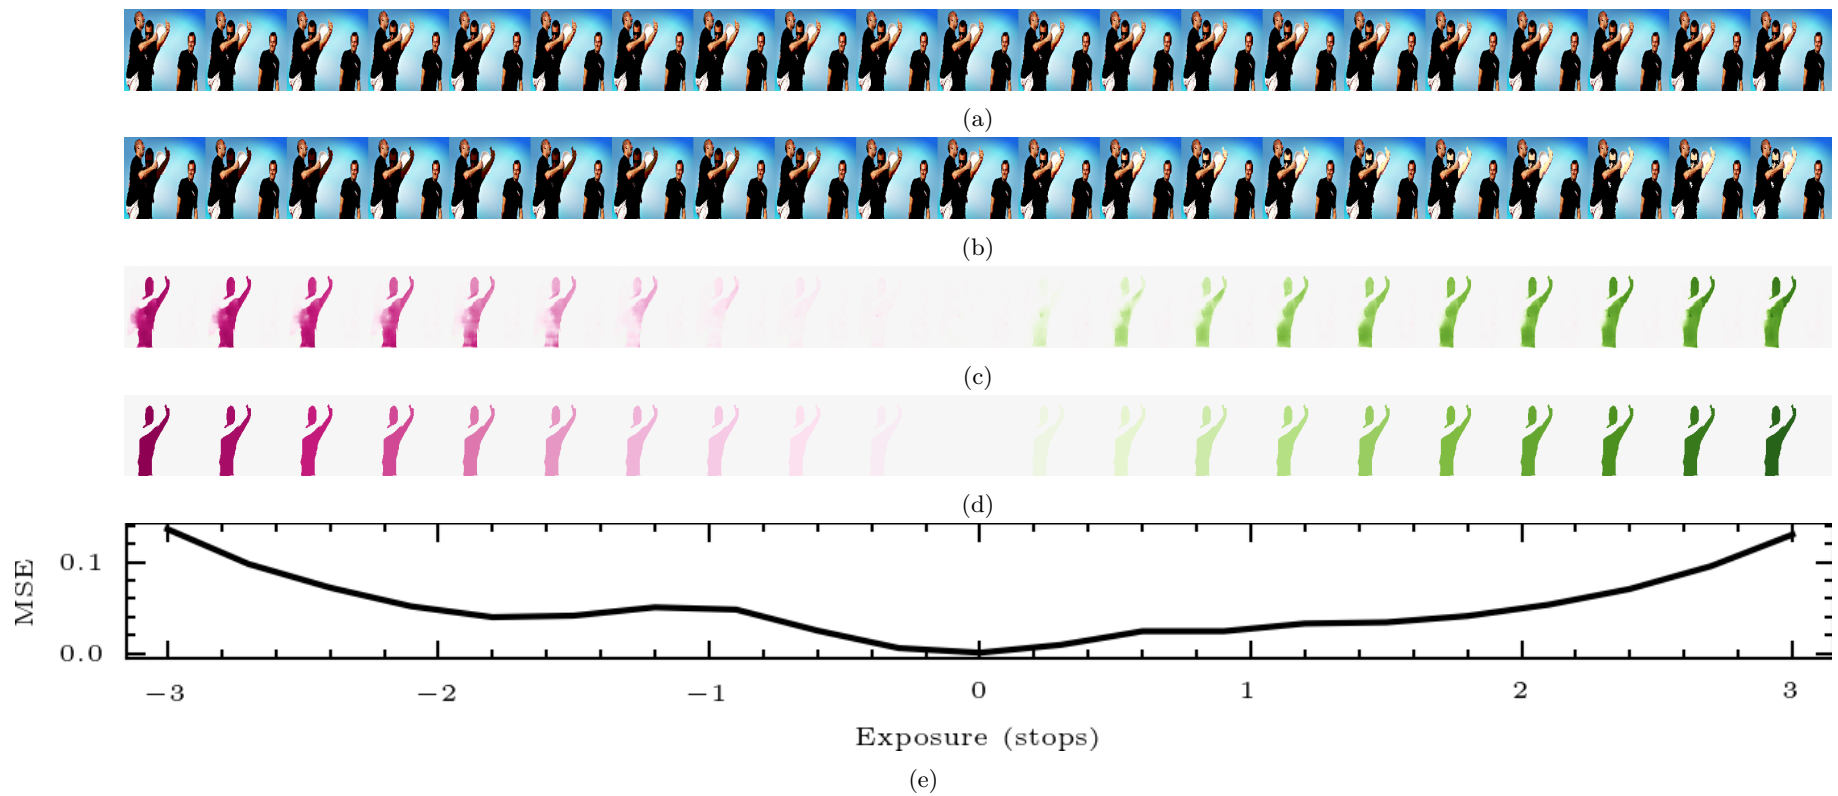 (a)
(b)
(c)
(d)
MSE
0.1
0.0
−3 −2 −1 0 1 2 3
Exposure (stops)
(e)